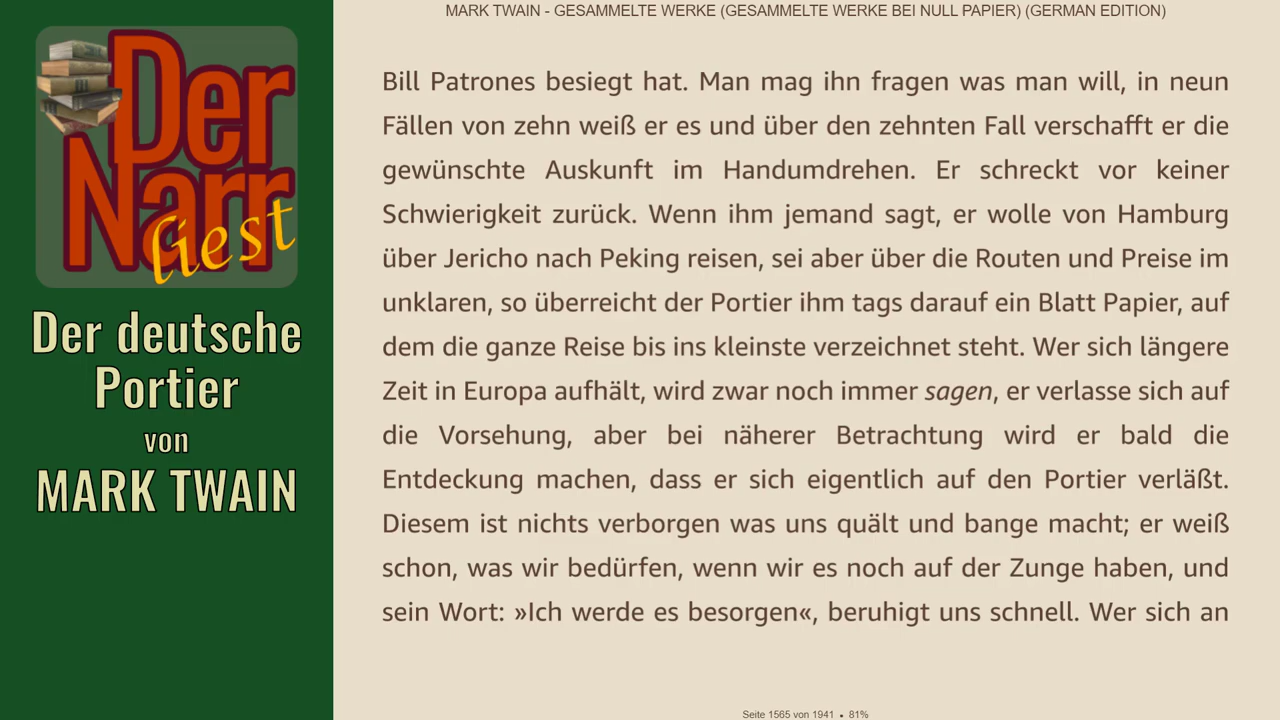 Der
Narr
liest
Der deutsche
Portier
von
MARK TWAIN
MARK TWAIN - GESAMMELTE WERKE (GESAMMELTE WERKE BEI NULL PAPIER) (GERMAN EDITION)
Bill Patrones besiegt hat. Man mag ihn fragen was man will, in neun
Fällen von zehn weiß er es und über den zehnten Fall verschafft er die
gewünschte Auskunft im Handumdrehen. Er schreckt vor keiner
Schwierigkeit zurück. Wenn ihm jemand sagt, er wolle von Hamburg
über Jericho nach Peking reisen, sei aber über die Routen und Preise im
unklaren, so überreicht der Portier ihm tags darauf ein Blatt Papier, auf
dem die ganze Reise bis ins kleinste verzeichnet steht. Wer sich längere
Zeit in Europa aufhält, wird zwar noch immer sagen, er verlasse sich auf
die Vorsehung, aber bei näherer Betrachtung wird er bald die
Entdeckung machen, dass er sich eigentlich auf den Portier verläßt.
Diesem ist nichts verborgen was uns quält und bange macht; er weiß
schon, was wir bedürfen, wenn wir es noch auf der Zunge haben, und
sein Wort: »Ich werde es besorgen«, beruhigt uns schnell. Wer sich an
Seite 1565 von 1941 • 81%